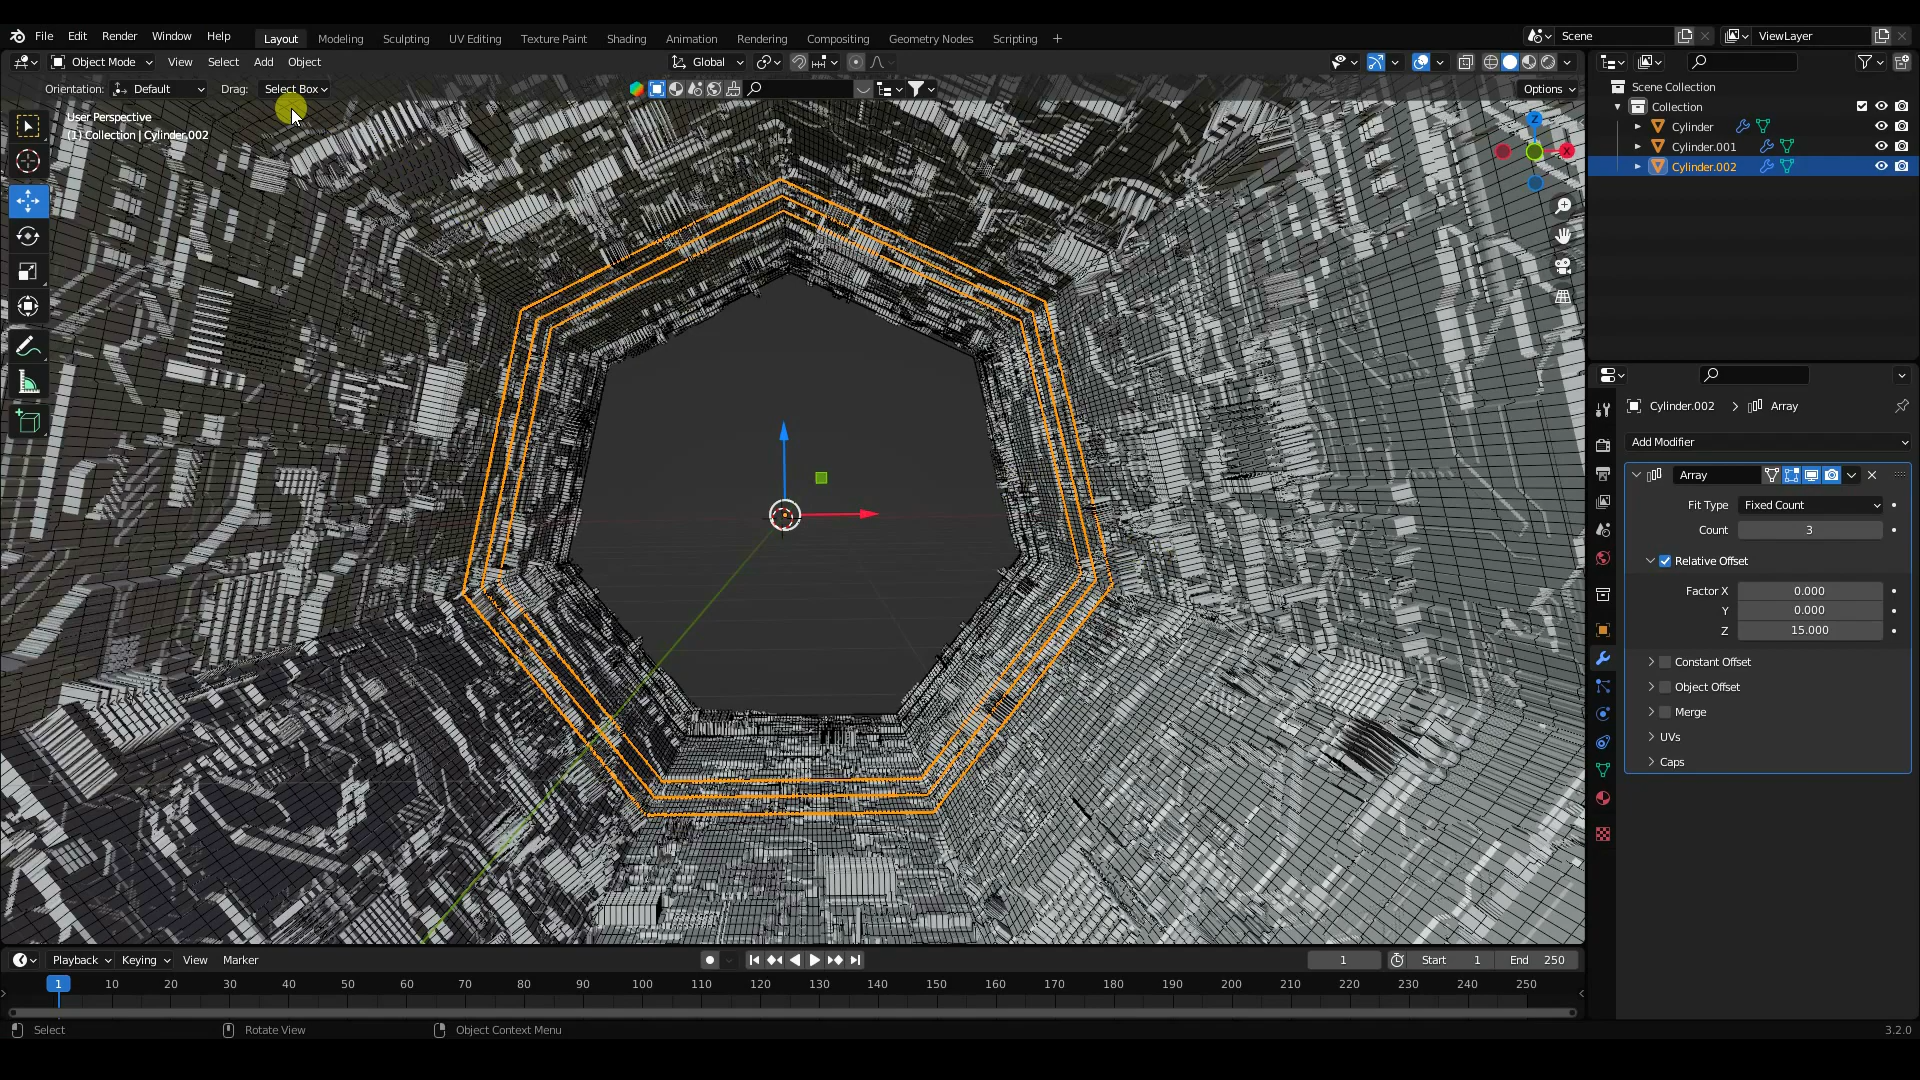 File Edit Render Window Help Layout Modeling Sculpting UV Editing Texture Paint Shading Animation Rendering Compositing Geometry Nodes Scripting + Scene ViewLayer
Object Mode View Select Add Object Global
Orientation: Default Drag: Select Box Options
User Perspective
(1) Collection | Cylinder.002
Z
X
Scene Collection
Collection
Cylinder
Cylinder.001
Cylinder.002
Cylinder.002 > Array
Add Modifier
Array
Fit Type Fixed Count
Count 3
Relative Offset
Factor X 0.000
Y 0.000
Z 15.000
Constant Offset
Object Offset
Merge
UVs
Caps
Playback Keying View Marker 1 Start 1 End 250
1 10 20 30 40 50 60 70 80 90 100 110 120 130 140 150 160 170 180 190 200 210 220 230 240 250
Select Rotate View Object Context Menu 3.2.0